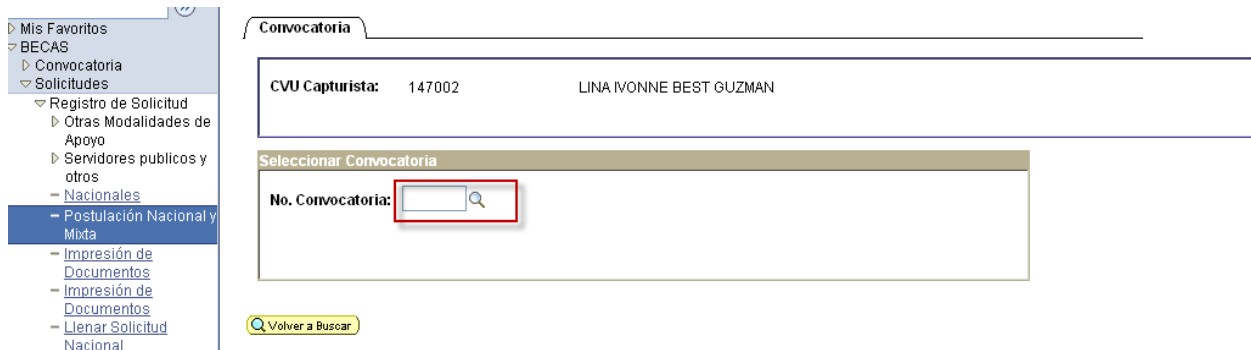 Mis Favoritos
BECAS
Convocatoria
Solicitudes
Registro de Solicitud
Otras Modalidades de
Apoyo
Servidores publicos y
otros
Nacionales
Postulación Nacional y
Mixta
Impresión de
Documentos
Impresión de
Documentos
Llenar Solicitud
Nacional
Convocatoria
CVU Capturista: 147002 LINA IVONNE BEST GUZMAN
Seleccionar Convocatoria
No. Convocatoria:
Volver a Buscar